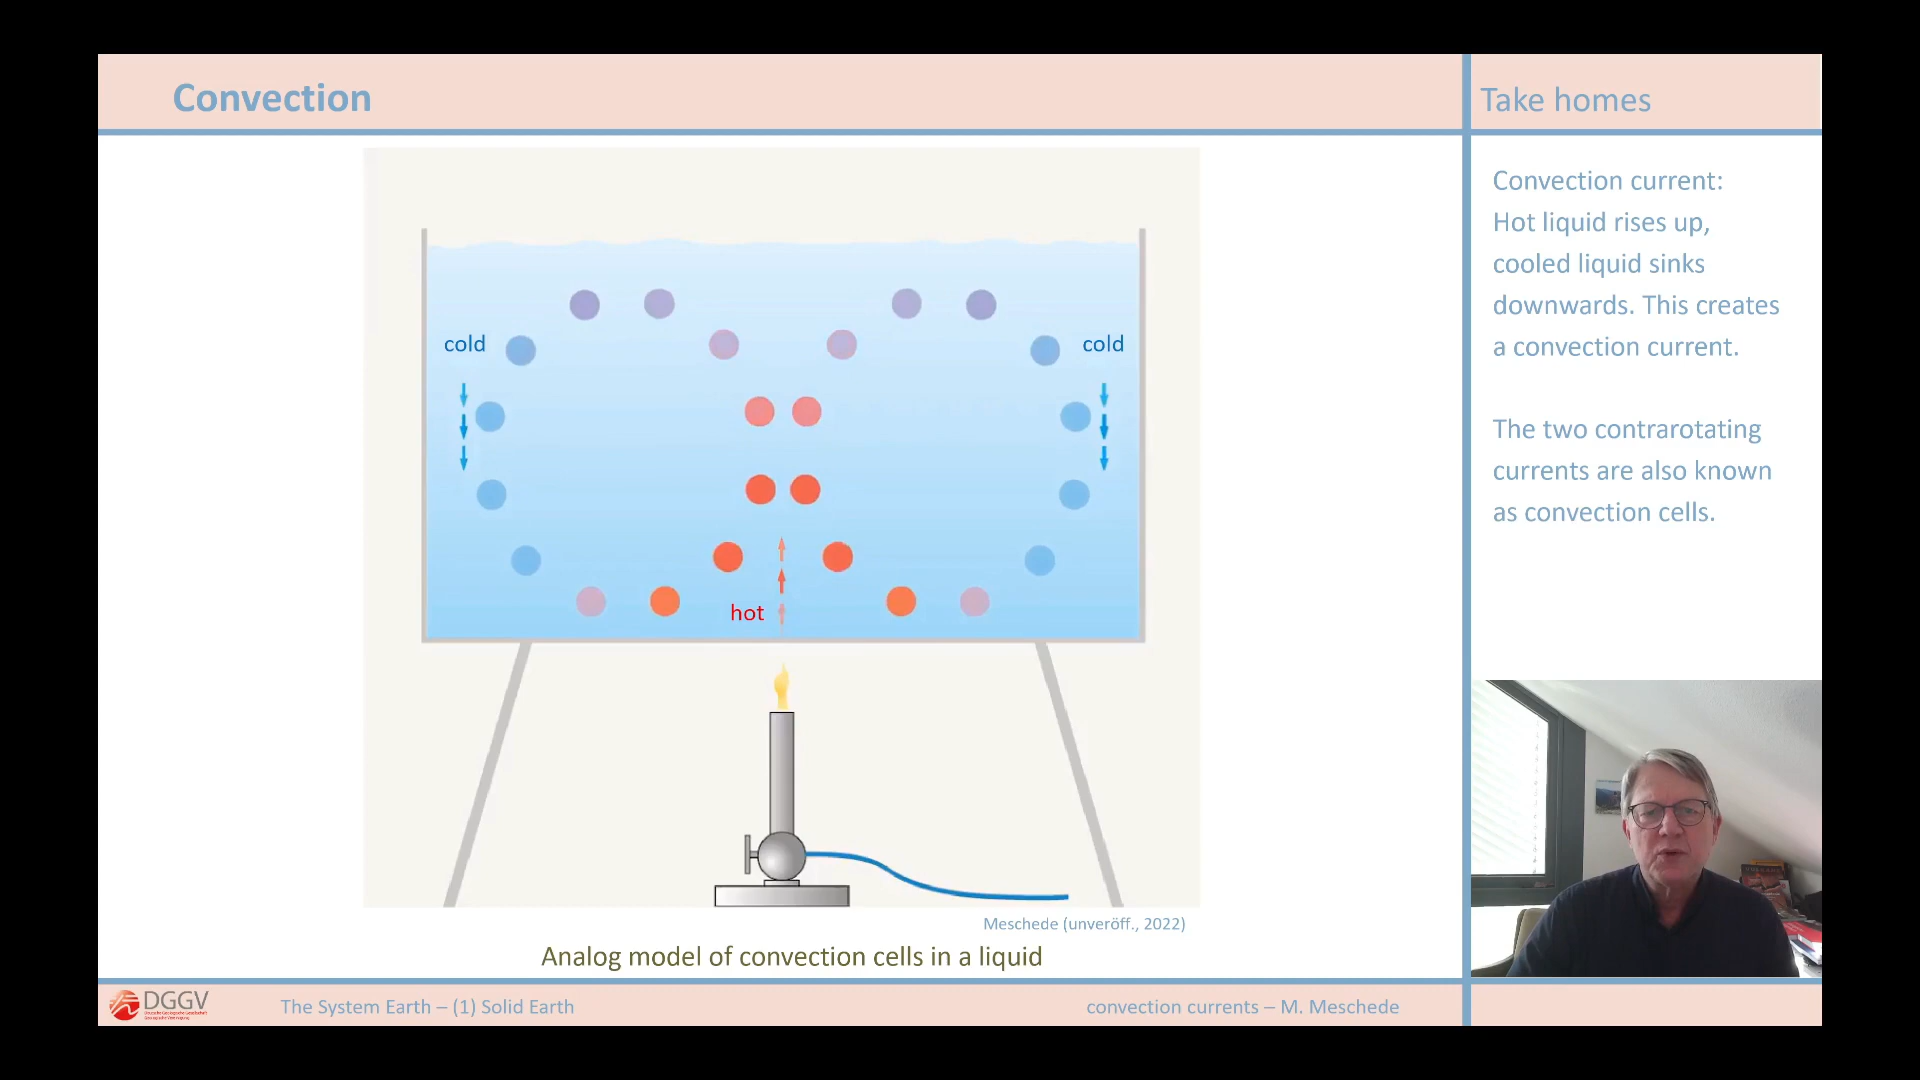 Convection
Take homes
Convection current:
Hot liquid rises up,
cooled liquid sinks
downwards. This creates
a convection current.
The two contrarotating
currents are also known
as convection cells.
cold
cold
hot
Meschede (unveröff., 2022)
Analog model of convection cells in a liquid
DGGV
The System Earth – (1) Solid Earth
convection currents – M. Meschede